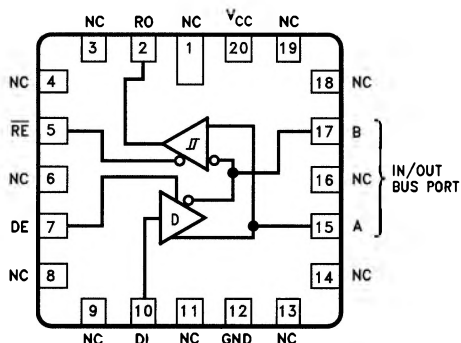 NC RO NC VCC NC
3 2 1 20 19
NC 4 18 NC
RE 5 17 B
NC 6 16 NC
IN/OUT
BUS PORT
DE 7 D 15 A
NC 8 14 NC
9 10 11 12 13
NC DI NC GND NC